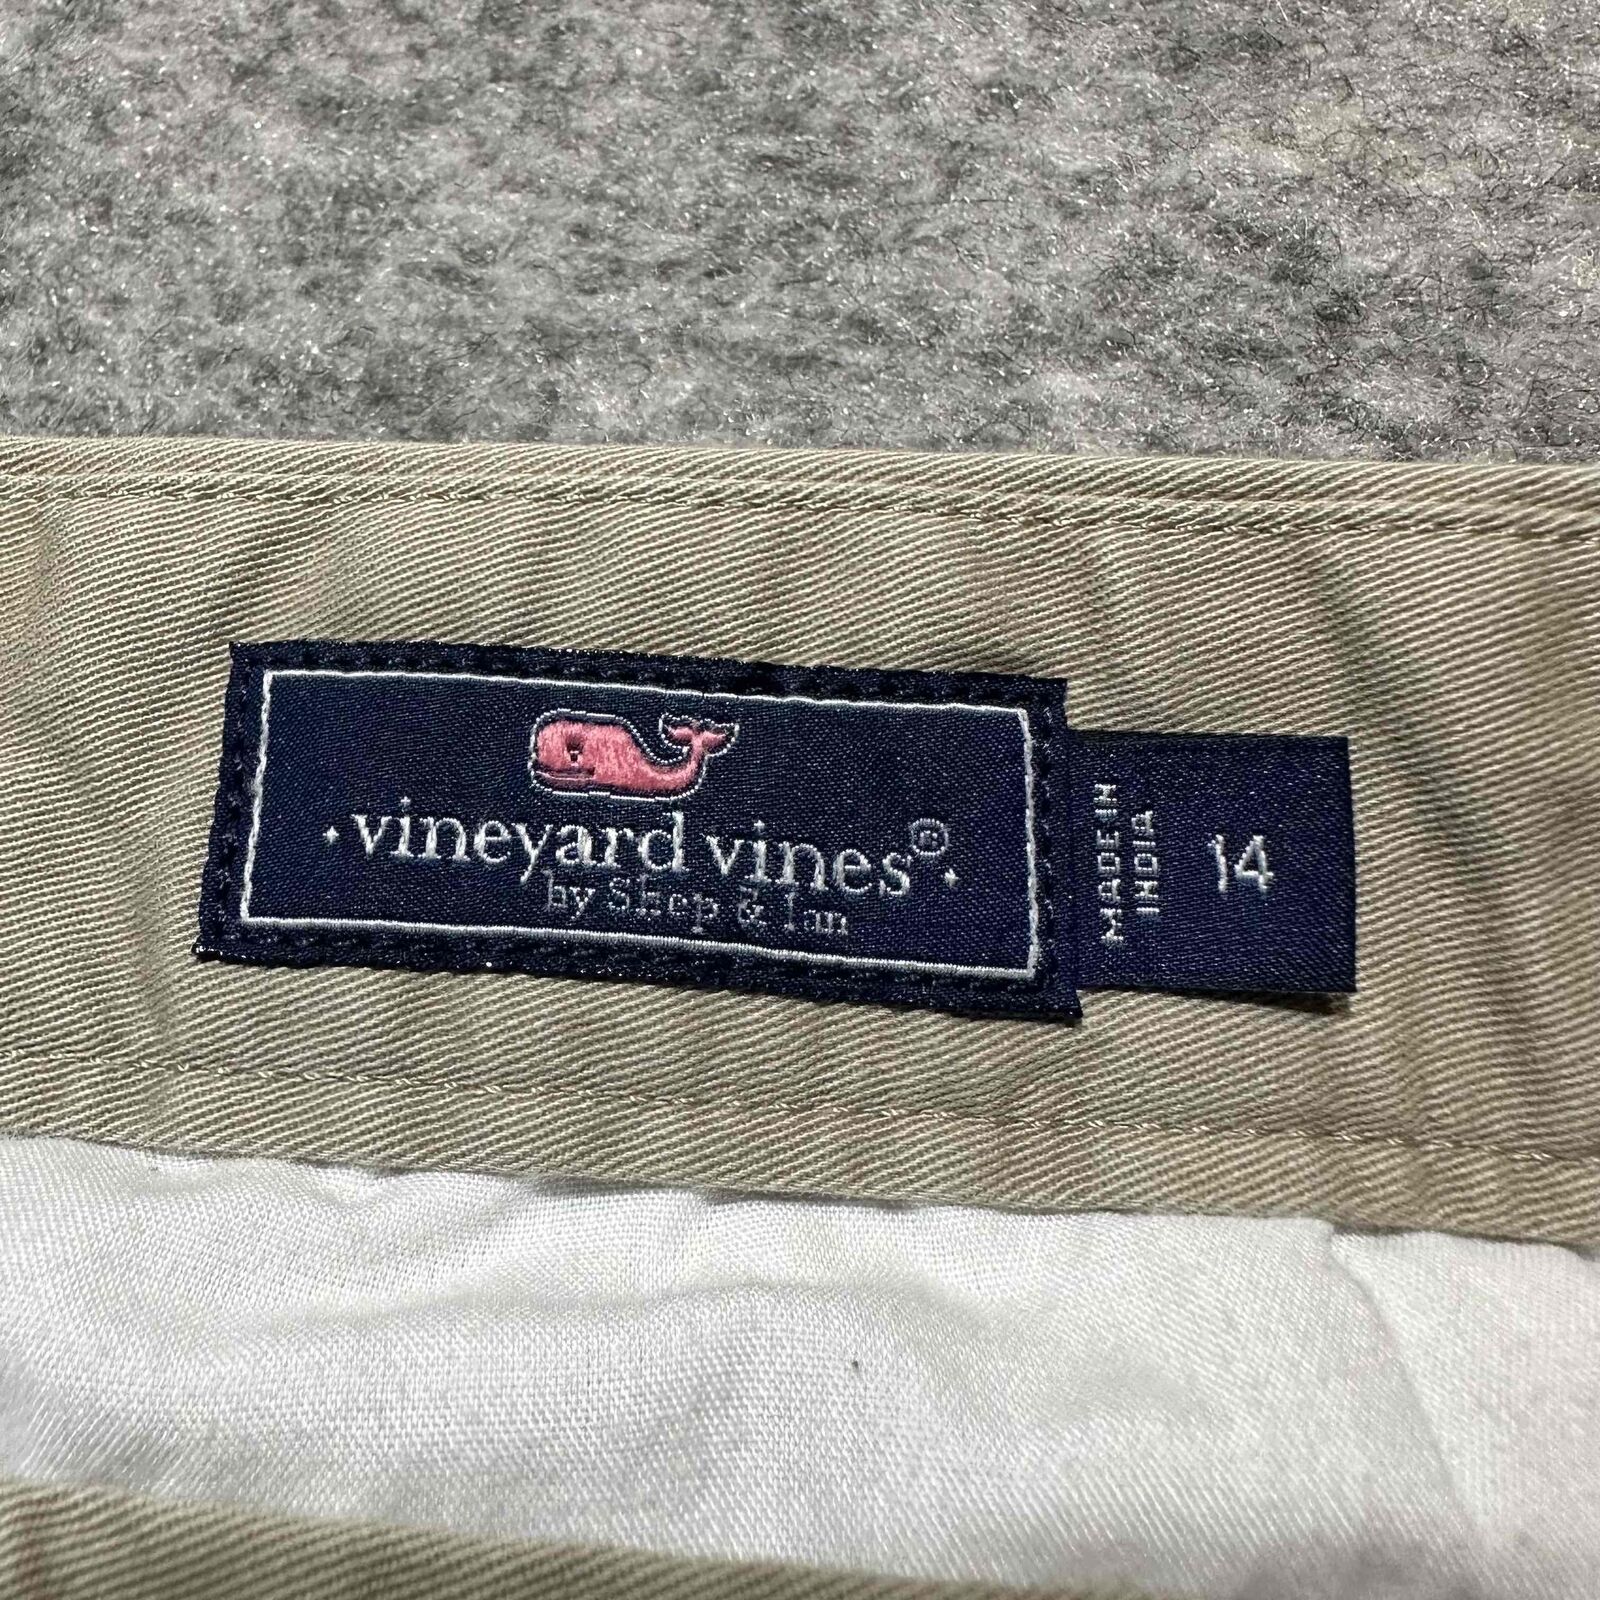 vineyard vines®
by Shep & Ian
MADE IN
INDIA
14